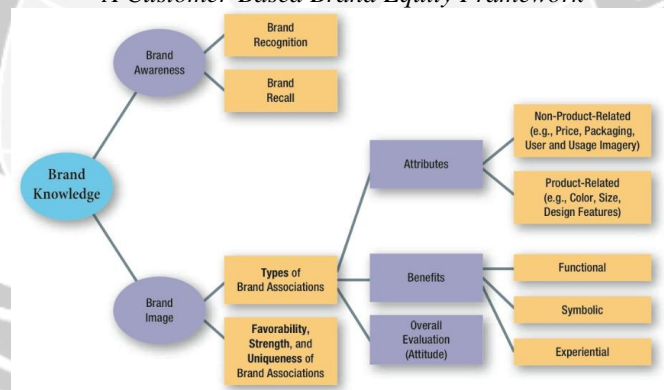 A Customer-Based Brand Equity Framework
Brand
Knowledge
Brand
Awareness
Brand
Recognition
Brand
Recall
Brand
Image
Types of
Brand Associations
Favorability,
Strength, and
Uniqueness of
Brand Associations
Attributes
Non-Product-Related
(e.g., Price, Packaging,
User and Usage Imagery)
Product-Related
(e.g., Color, Size,
Design Features)
Benefits
Functional
Symbolic
Experiential
Overall
Evaluation
(Attitude)